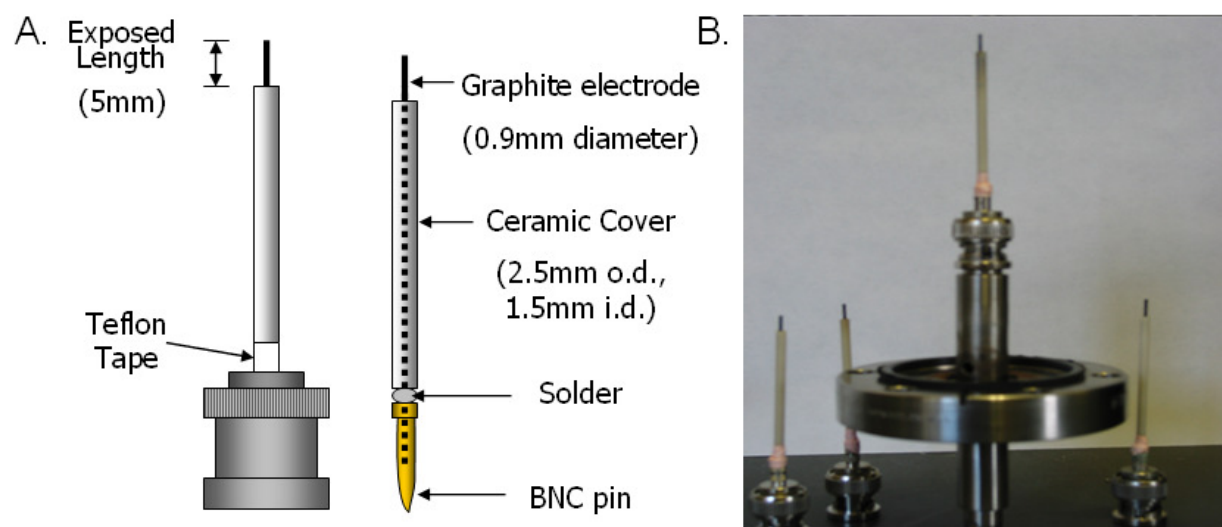 A.
Exposed
Length
(5mm)
Graphite electrode
(0.9mm diameter)
Ceramic Cover
(2.5mm o.d.,
1.5mm i.d.)
Teflon
Tape
Solder
BNC pin
B.